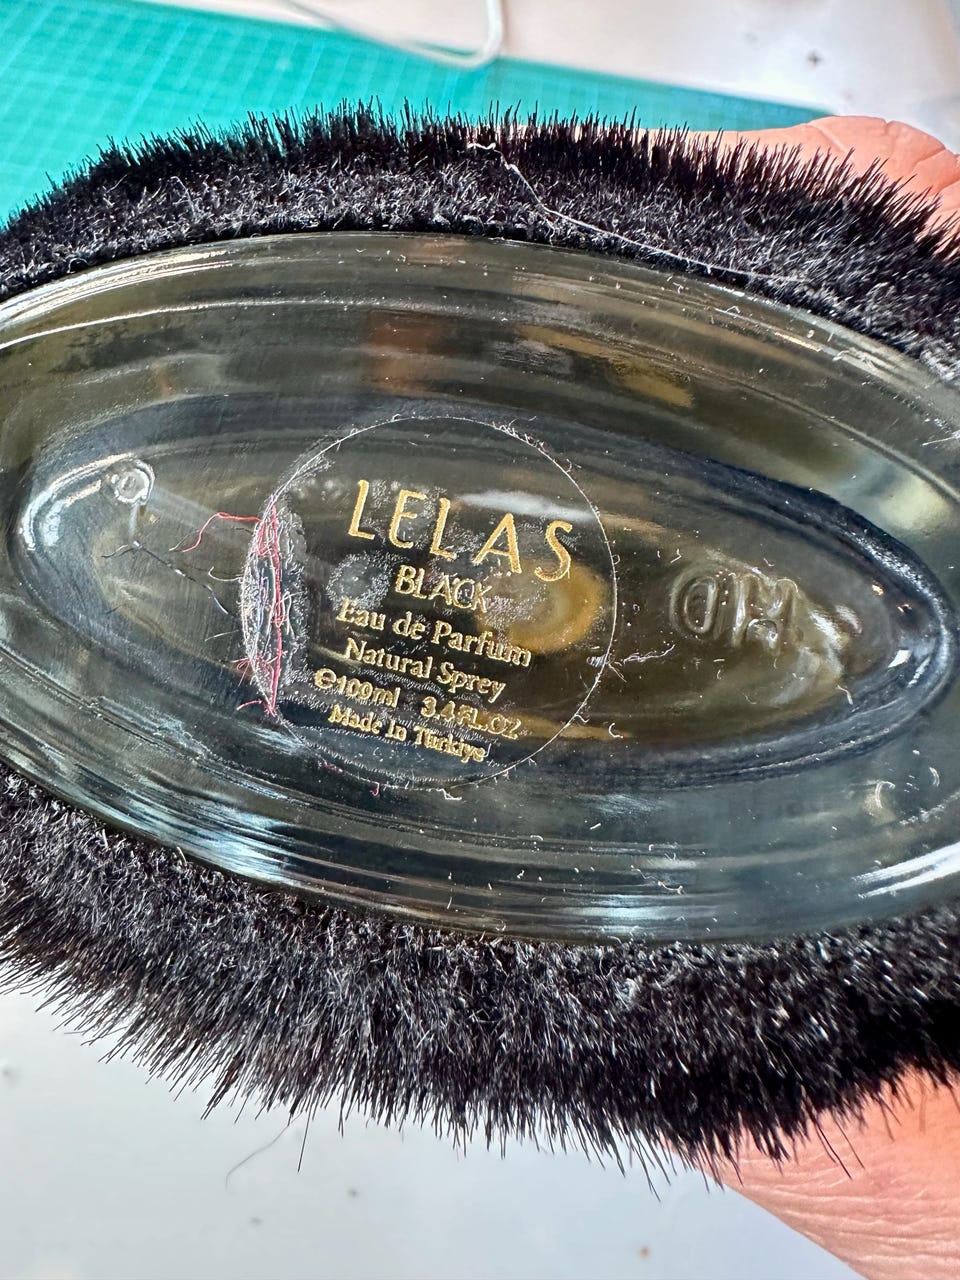 LELAS
BLACK
Eau de Parfum
Natural Sprey
℮100ml 3.4FL.OZ
Made in Türkiye